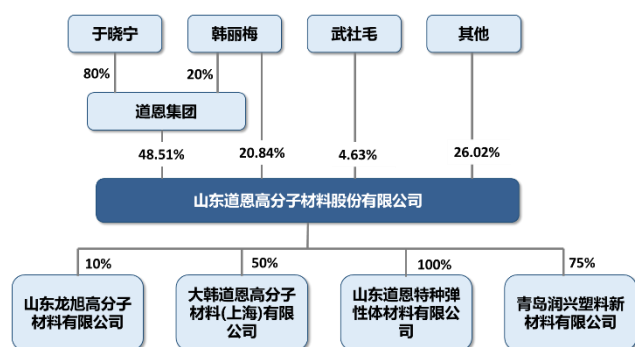 于晓宁
韩丽梅
武社毛
其他
80%
20%
道恩集团
48.51%
20.84%
4.63%
26.02%
山东道恩高分子材料股份有限公司
10%
50%
100%
75%
山东龙旭高分子
材料有限公司
大韩道恩高分子
材料(上海)有限
公司
山东道恩特种弹
性体材料有限公
司
青岛润兴塑料新
材料有限公司